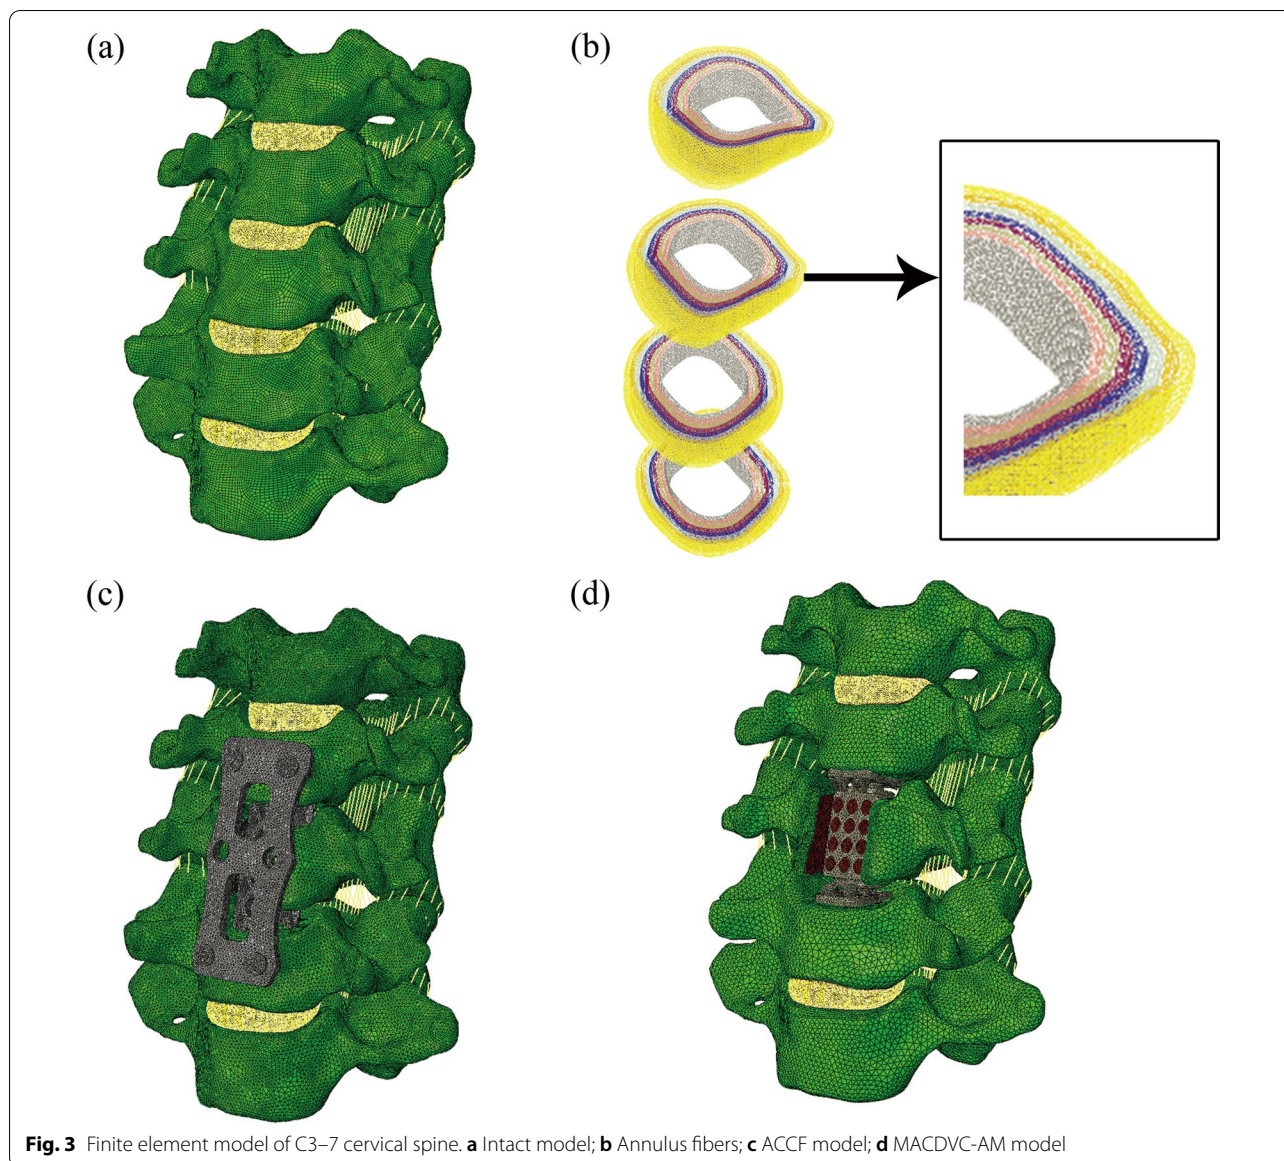 (a)
(b)
(c)
(d)
Fig. 3 Finite element model of C3–7 cervical spine. a Intact model; b Annulus fibers; c ACCF model; d MACDVC-AM model